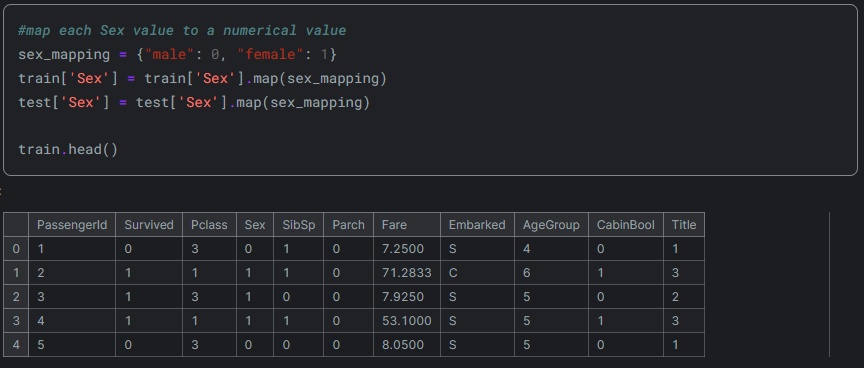 #map each Sex value to a numerical value
sex_mapping = {"male": 0, "female": 1}
train['Sex'] = train['Sex'].map(sex_mapping)
test['Sex'] = test['Sex'].map(sex_mapping)
train.head()
PassengerId Survived Pclass Sex SibSp Parch Fare Embarked AgeGroup CabinBool Title
0 1 0 3 0 1 0 7.2500 S 4 0 1
1 2 1 1 1 1 0 71.2833 C 6 1 3
2 3 1 3 1 0 0 7.9250 S 5 0 2
3 4 1 1 1 1 0 53.1000 S 5 1 3
4 5 0 3 0 0 0 8.0500 S 5 0 1